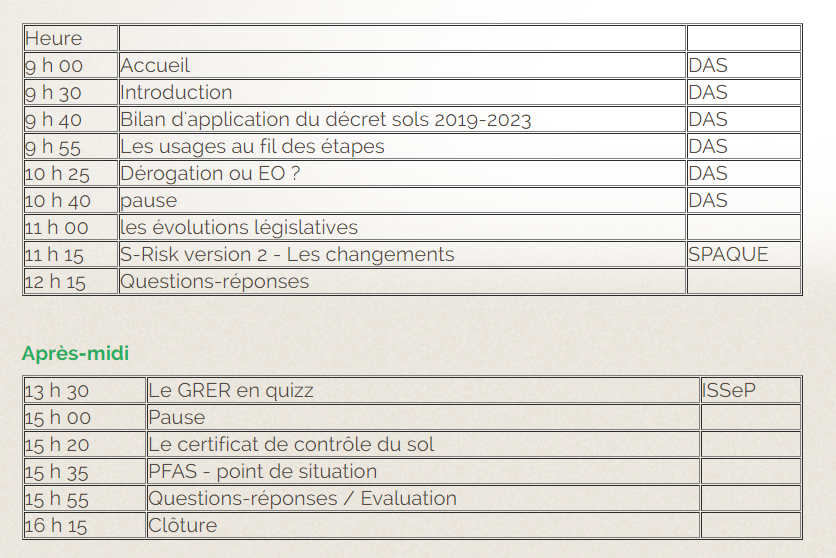 Heure
9 h 00 Accueil DAS
9 h 30 Introduction DAS
9 h 40 Bilan d'application du décret sols 2019-2023 DAS
9 h 55 Les usages au fil des étapes DAS
10 h 25 Dérogation ou EO ? DAS
10 h 40 pause DAS
11 h 00 les évolutions législatives
11 h 15 S-Risk version 2 - Les changements SPAQUE
12 h 15 Questions-réponses
Après-midi
13 h 30 Le GRER en quizz ISSeP
15 h 00 Pause
15 h 20 Le certificat de contrôle du sol
15 h 35 PFAS - point de situation
15 h 55 Questions-réponses / Evaluation
16 h 15 Clôture